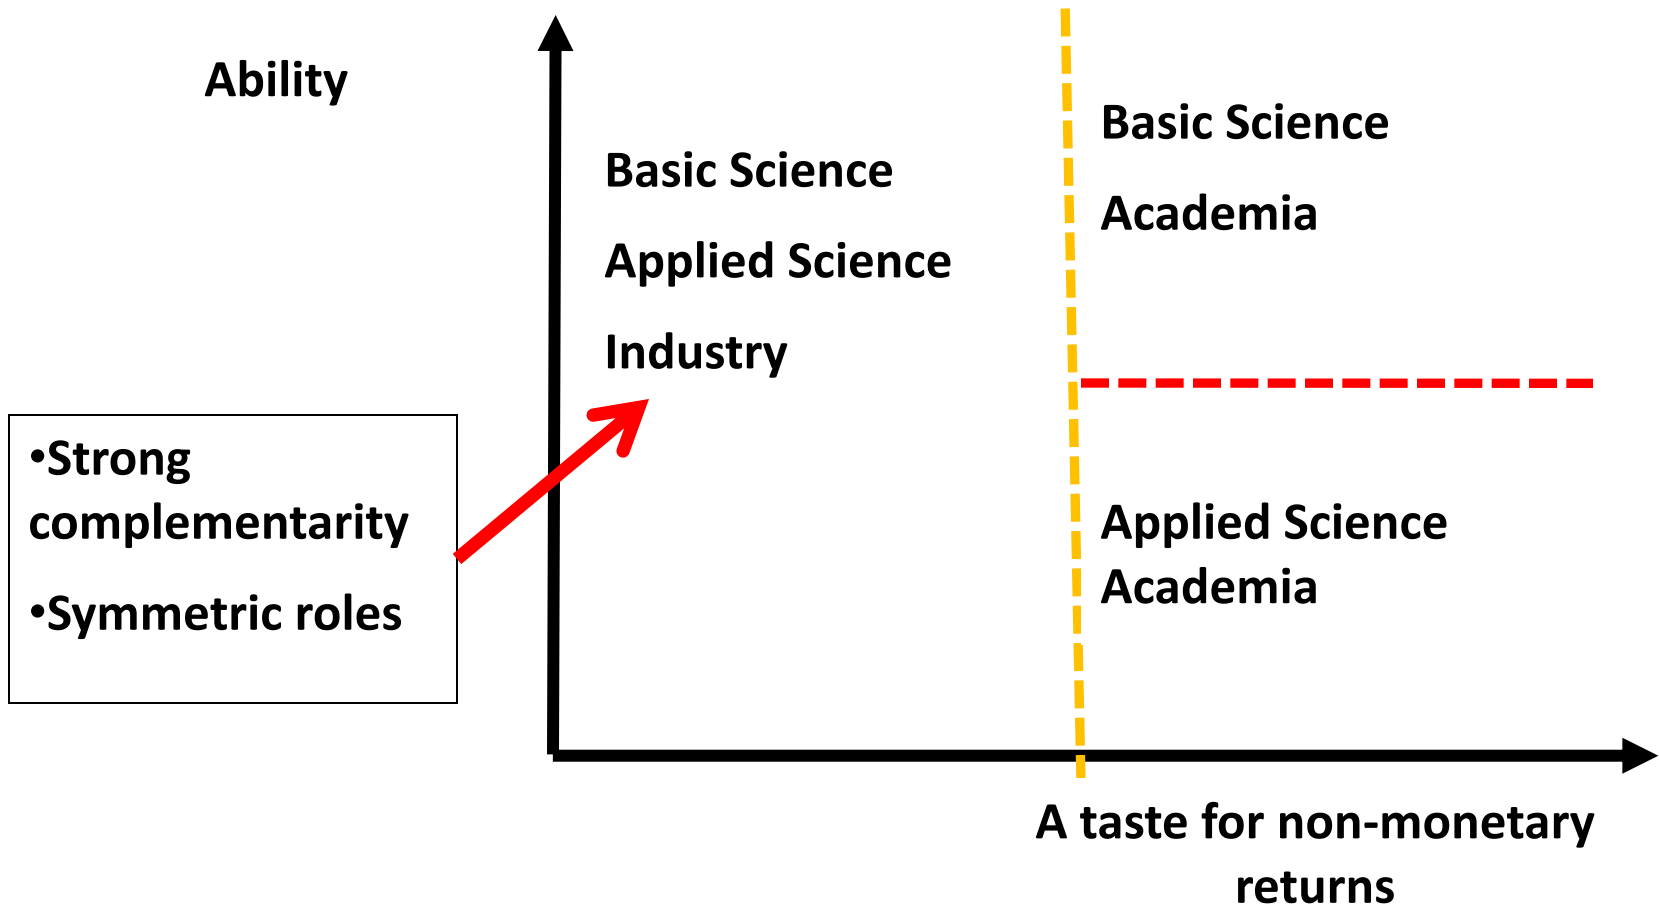 Ability
Basic Science
Applied Science
Industry
Basic Science
Academia
•Strong
complementarity
•Symmetric roles
Applied Science
Academia
A taste for non-monetary
returns